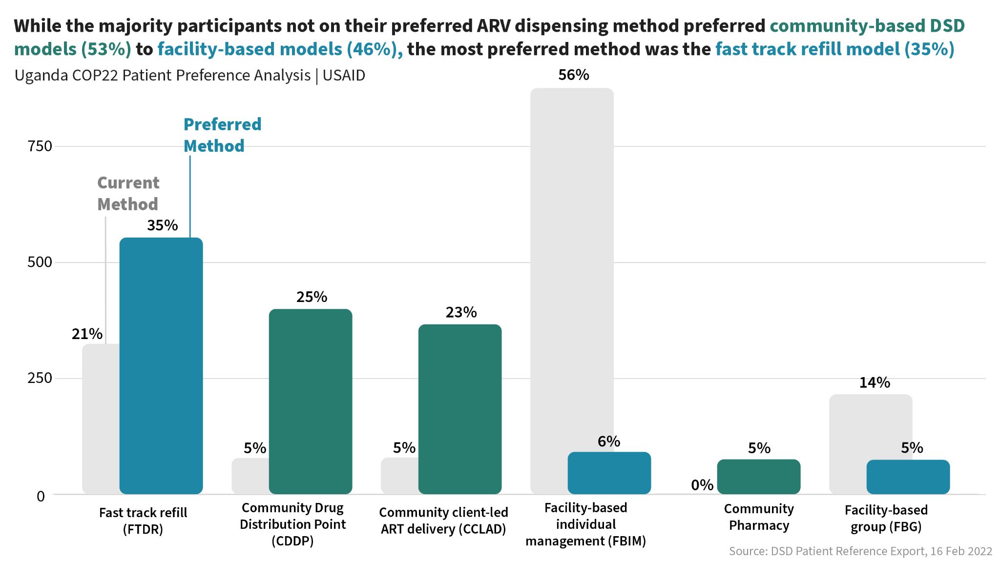 While the majority participants not on their preferred ARV dispensing method preferred community-based DSD
models (53%) to facility-based models (46%), the most preferred method was the fast track refill model (35%)
Uganda COP22 Patient Preference Analysis | USAID
56%
Preferred
Method
750
Current
Method
35%
500
25%
23%
21%
250
14%
5%
5%
6%
0%
5%
5%
0
Fast track refill
(FTDR)
Community Drug
Distribution Point
(CDDP)
Community client-led
ART delivery (CCLAD)
Facility-based
individual
management (FBIM)
Community
Pharmacy
Facility-based
group (FBG)
Source: DSD Patient Reference Export, 16 Feb 2022